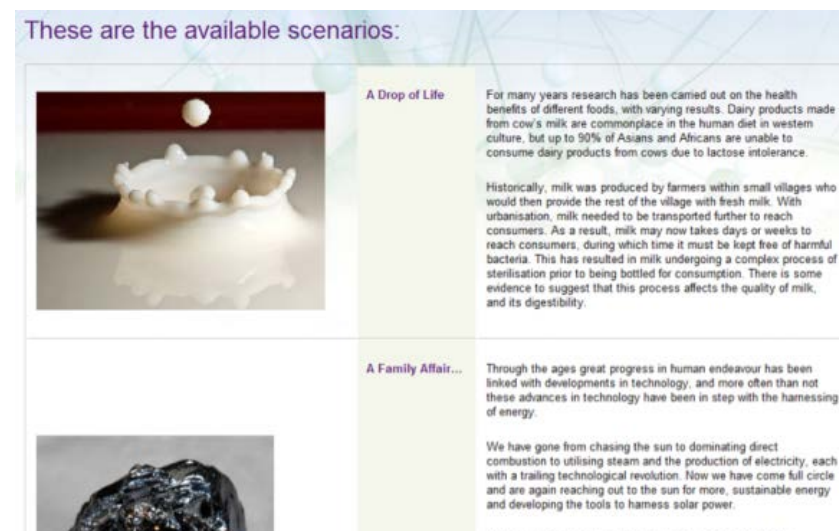 These are the available scenarios:
A Drop of Life
For many years research has been carried out on the health
benefits of different foods, with varying results. Dairy products made
from cow's milk are commonplace in the human diet in western
culture, but up to 90% of Asians and Africans are unable to
consume dairy products from cows due to lactose intolerance.
Historically, milk was produced by farmers within small villages who
would then provide the rest of the village with fresh milk. With
urbanisation, milk needed to be transported further to reach
consumers. As a result, milk may now takes days or weeks to
reach consumers, during which time it must be kept free of harmful
bacteria. This has resulted in milk undergoing a complex process of
sterilisation prior to being bottled for consumption. There is some
evidence to suggest that this process affects the quality of milk,
and its digestibility.
A Family Affair...
Through the ages great progress in human endeavour has been
linked with developments in technology, and more often than not
these advances in technology have been in step with the harnessing
of energy.
We have gone from chasing the sun to dominating direct
combustion to utilising steam and the production of electricity, each
with a trailing technological revolution. Now we have come full circle
and are again reaching out to the sun for more, sustainable energy
and developing the tools to harness solar power.